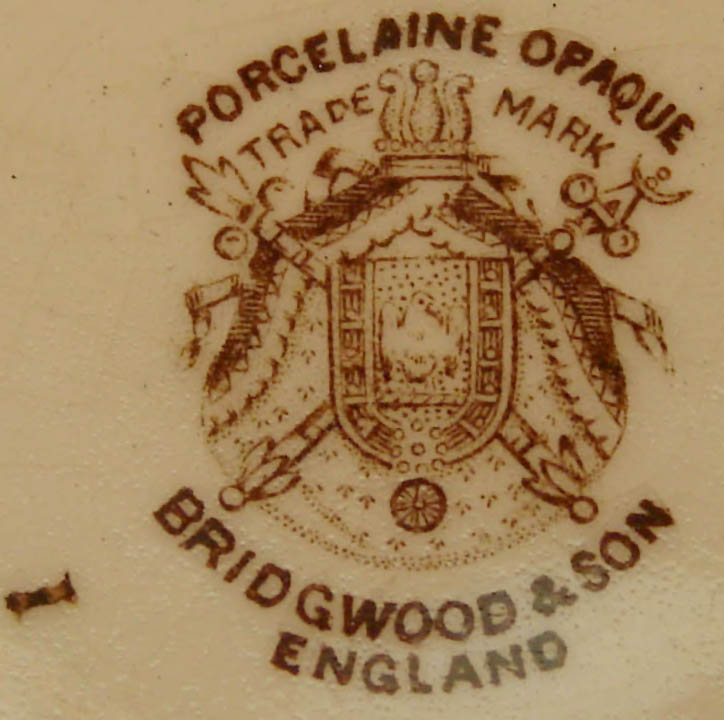 PORCELAINE OPAQUE
TRADE MARK
BRIDGWOOD & SON
ENGLAND
I